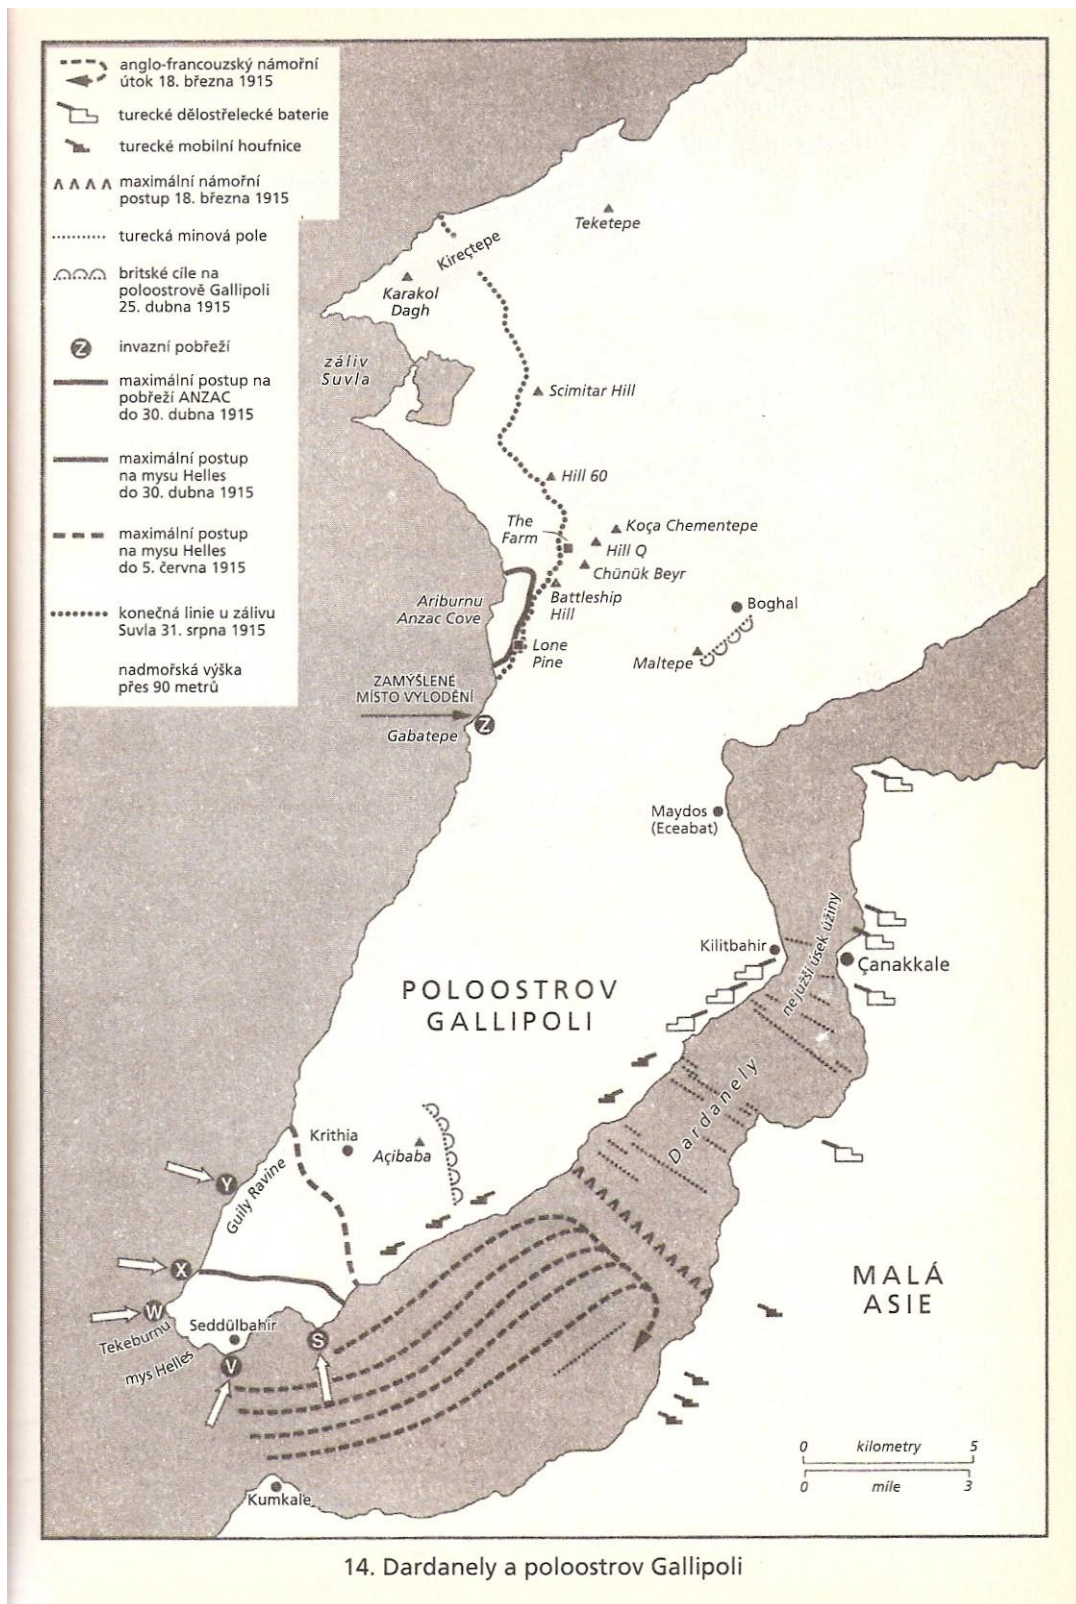 anglo-francouzský námořní
útok 18. března 1915
turecké dělostřelecké baterie
turecké mobilní houfnice
maximální námořní
postup 18. března 1915
turecká minová pole
britské cíle na
poloostrově Gallipoli
25. dubna 1915
Z
invazní pobřeží
maximální postup na
pobřeží ANZAC
do 30. dubna 1915
maximální postup
na mysu Helles
do 30. dubna 1915
maximální postup
na mysu Helles
do 5. června 1915
konečná linie u zálivu
Suvla 31. srpna 1915
nadmořská výška
přes 90 metrů
Teketepe
Kireçtepe
Karakol
Dagh
záliv
Suvla
Scimitar Hill
Hill 60
The
Farm
Koça Chementepe
Hill Q
Chünük Beyr
Battleship
Hill
Ariburnu
Anzac Cove
Boghal
Lone
Pine
Maltepe
ZAMÝŠLENÉ
MÍSTO VYLODĚNÍ
Z
Gabatepe
Maydos
(Eceabat)
nejužší úsek úžiny
Kilitbahir
Çanakkale
POLOOSTROV
GALLIPOLI
Dardanely
Krithia
Açibaba
Y
Guily Ravine
X
MALÁ
ASIE
W
Tekeburnu
Seddülbahir
S
mys Helles
V
0 kilometry 5
0 míle 3
Kumkale
14. Dardanely a poloostrov Gallipoli